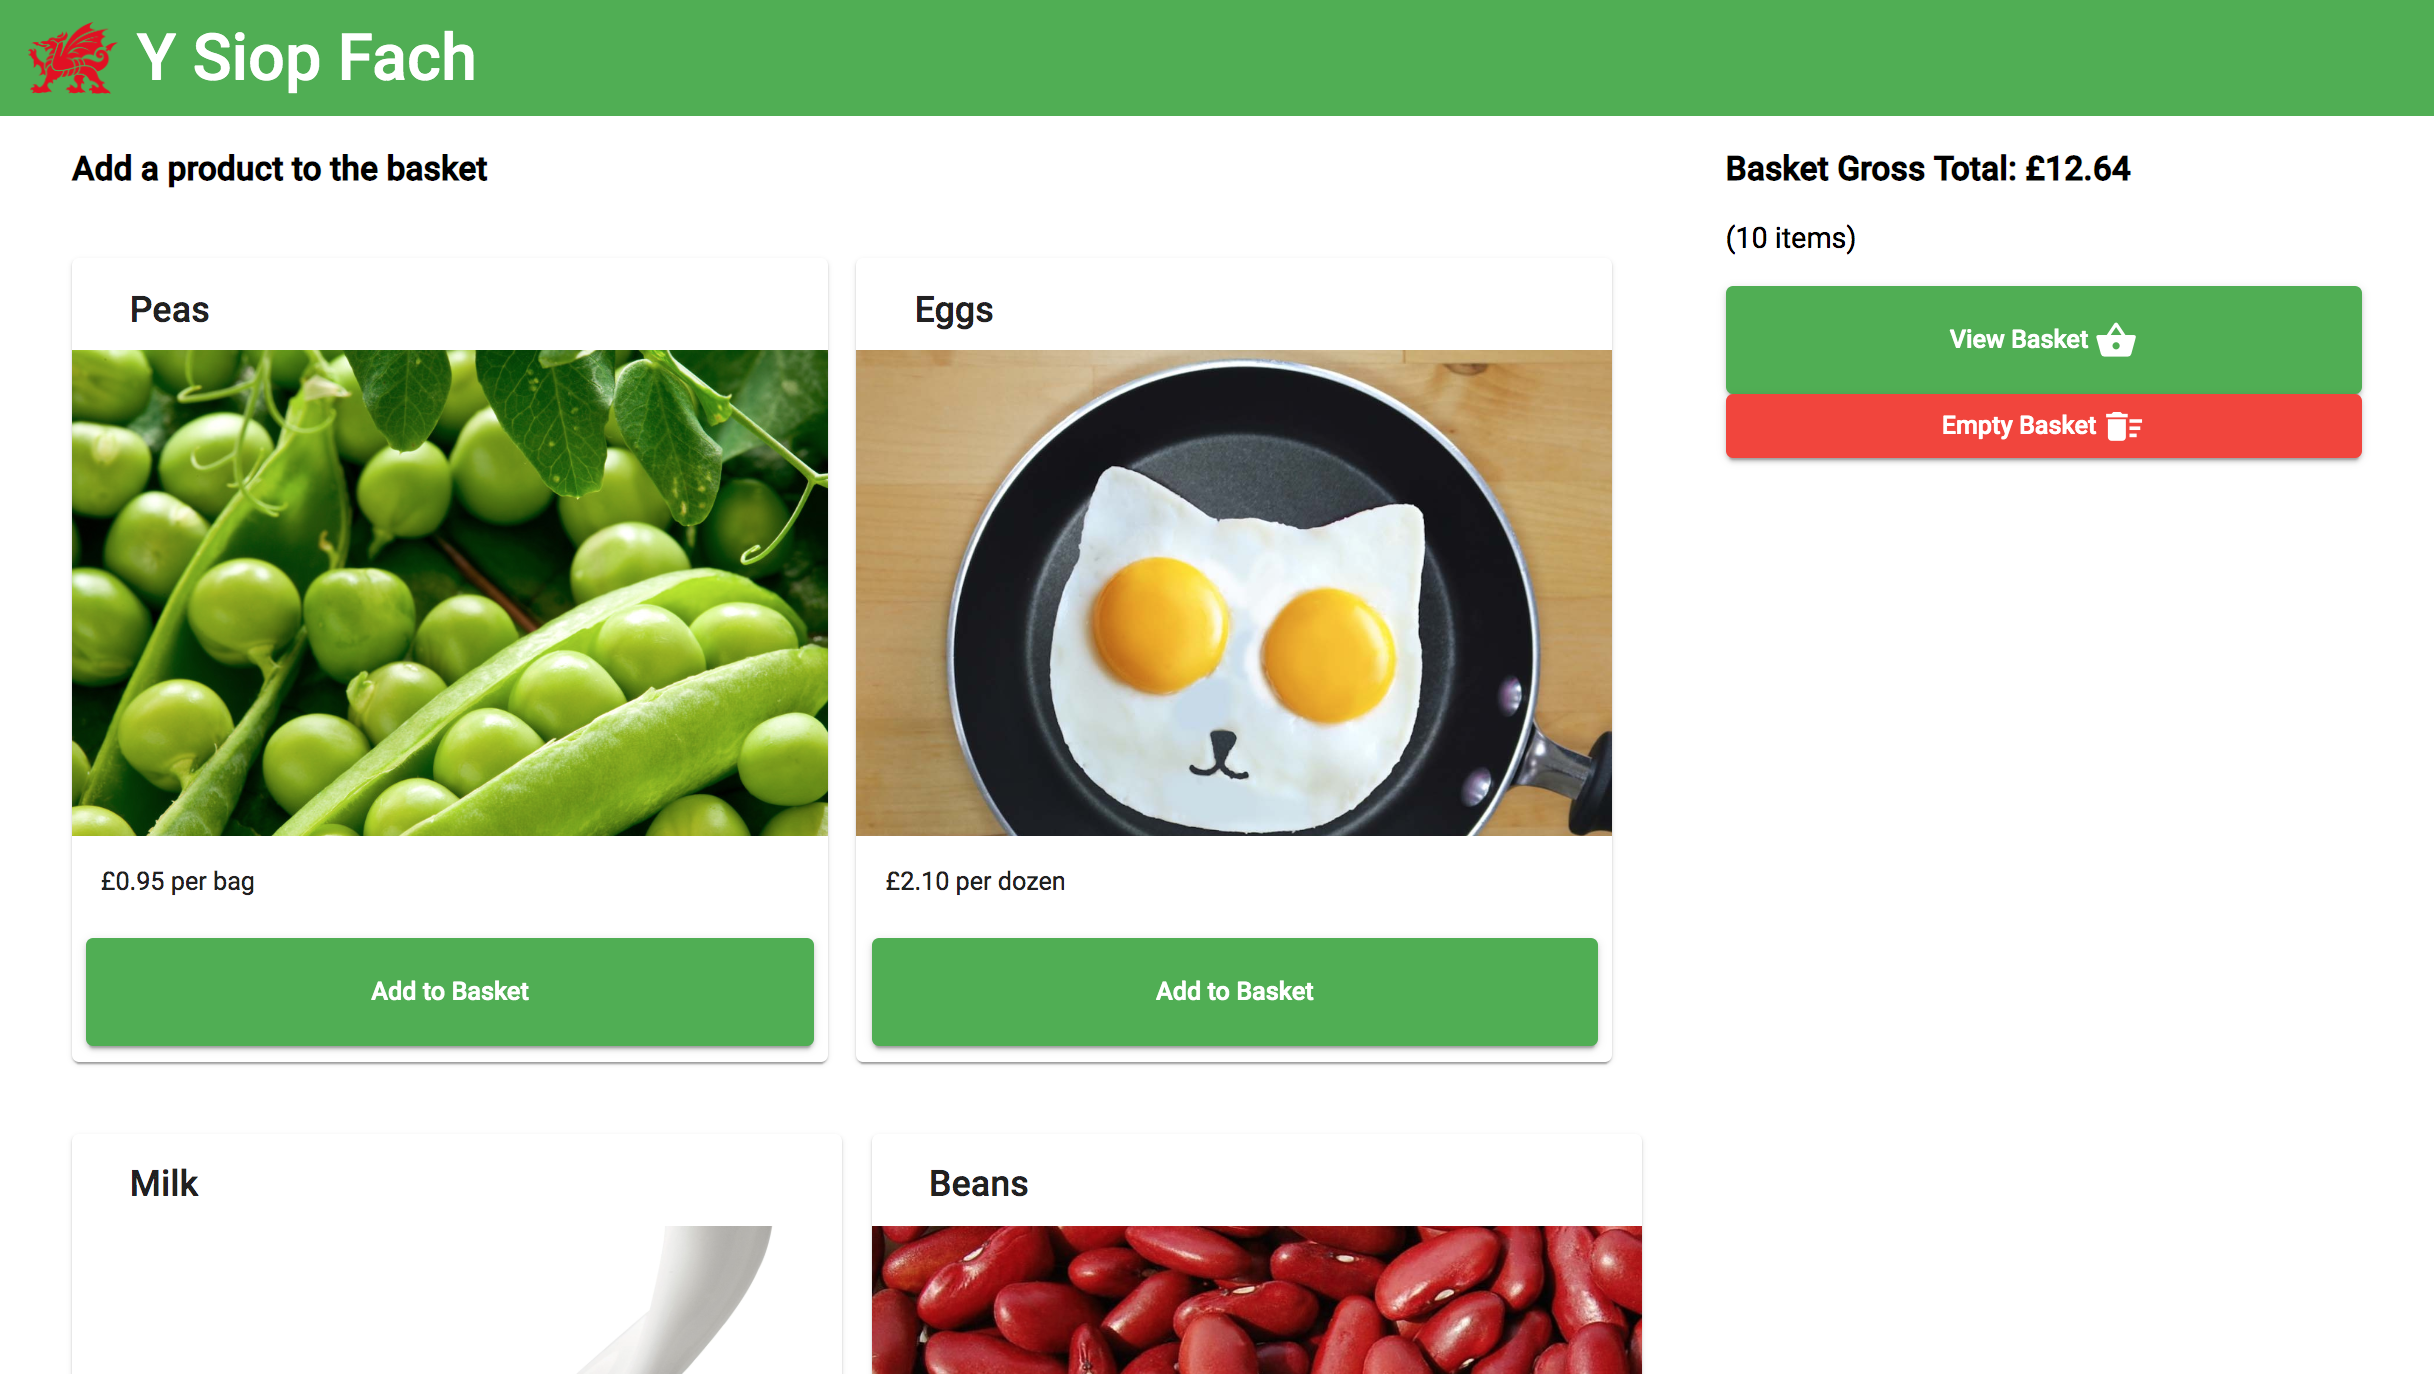 Y Siop Fach
Add a product to the basket
Basket Gross Total: £12.64
(10 items)
View Basket
Empty Basket
Peas
Eggs
£0.95 per bag
£2.10 per dozen
Add to Basket
Add to Basket
Milk
Beans